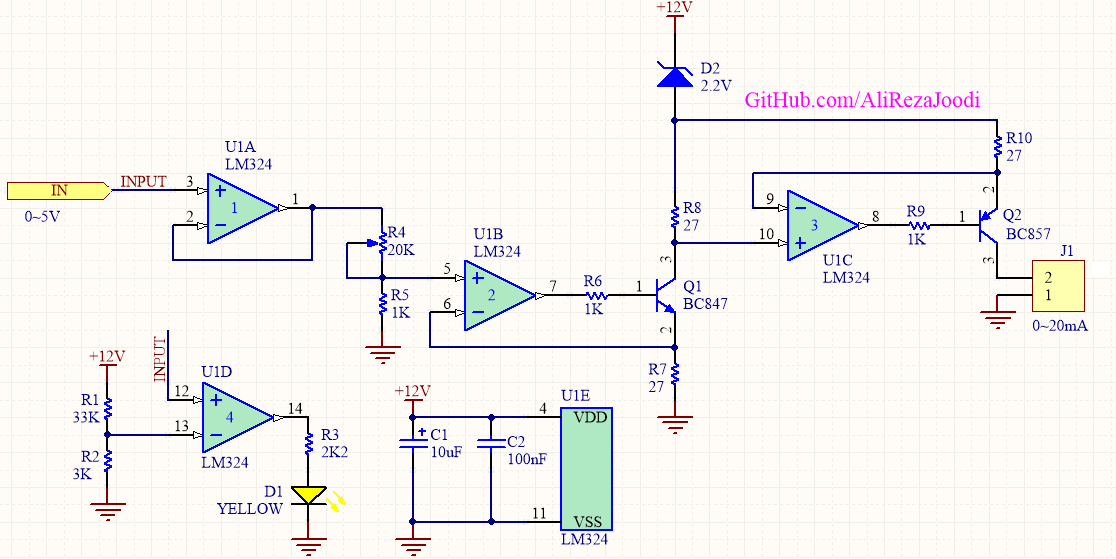 +12V
D2
2.2V
GitHub.com/AliRezaJoodi
U1A
LM324
IN
INPUT
0~5V
3
2
+
−
1
1
R4
20K
R5
1K
U1B
LM324
5
6
+
−
2
7
R6
1K
1
3
2
Q1
BC847
R8
27
R7
27
9
10
−
+
3
8
U1C
LM324
R9
1K
1
2
3
Q2
BC857
R10
27
J1
2
1
0~20mA
+12V
R1
33K
R2
3K
INPUT
U1D
12
13
+
−
4
14
LM324
R3
2K2
D1
YELLOW
+12V
+
C1
10uF
C2
100nF
U1E
4
VDD
11
VSS
LM324